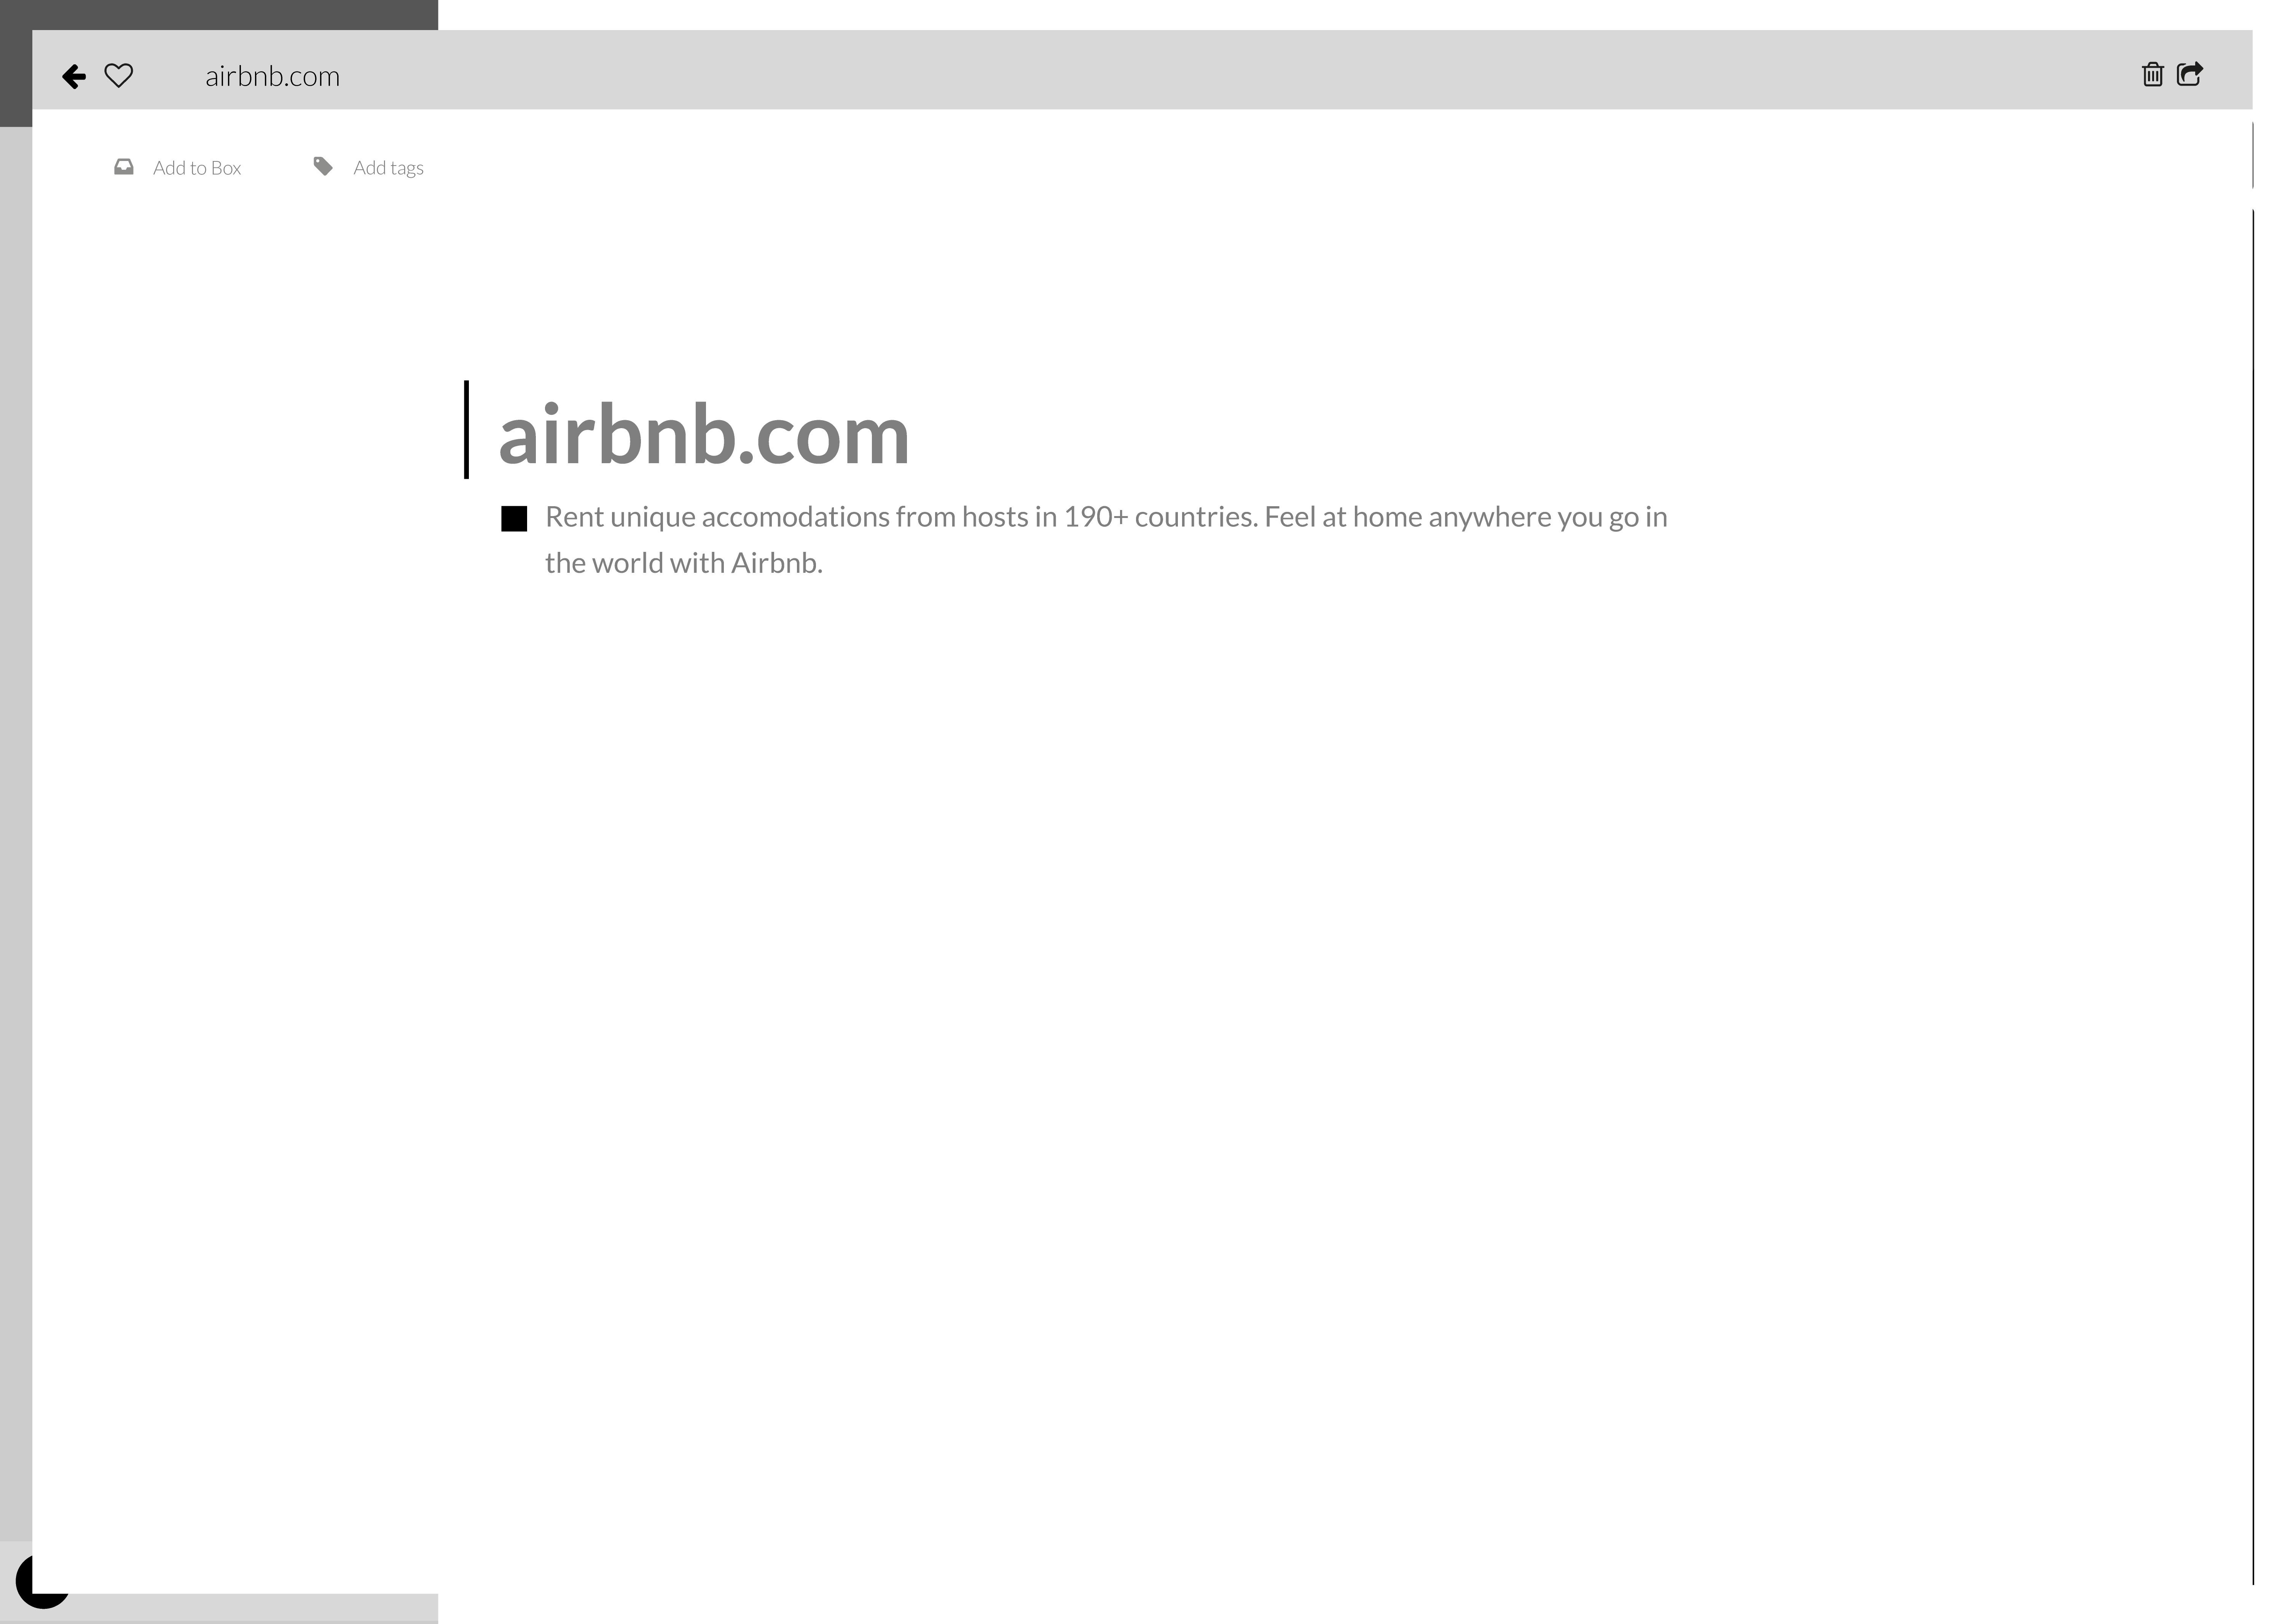 airbnb.com
Add to Box Add tags
airbnb.com
Rent unique accomodations from hosts in 190+ countries. Feel at home anywhere you go in
the world with Airbnb.